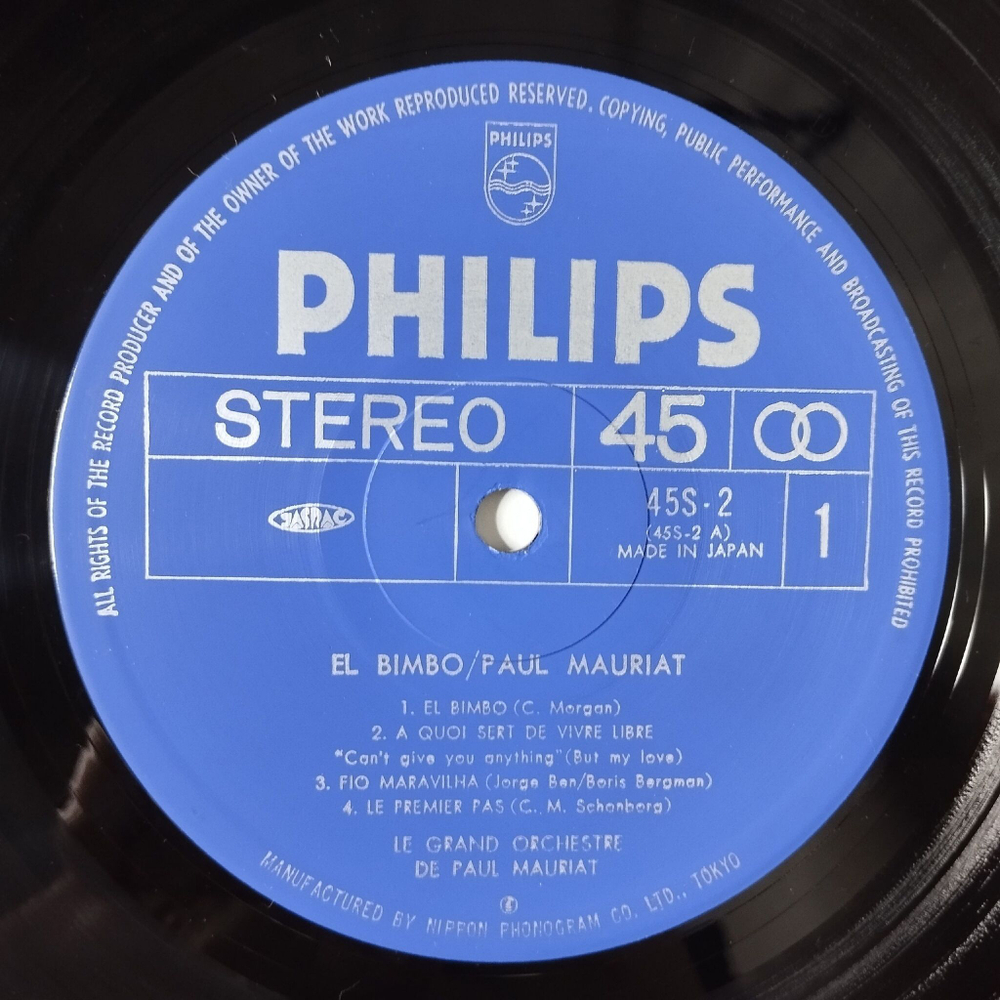 ALL RIGHTS OF THE RECORD PRODUCER AND OF THE OWNER OF THE WORK REPRODUCED RESERVED. COPYING, PUBLIC PERFORMANCE AND BROADCASTING OF THIS RECORD PROHIBITED
PHILIPS
PHILIPS
STEREO 45
JASRAC
45S-2
(45S-2 A)
MADE IN JAPAN
1
EL BIMBO/PAUL MAURIAT
1. EL BIMBO (C. Morgan)
2. A QUOI SERT DE VIVRE LIBRE
"Can't give you anything" (But my love)
3. FIO MARAVILHA (Jorge Ben/Boris Bergman)
4. LE PREMIER PAS (C. M. Schonberg)
LE GRAND ORCHESTRE
DE PAUL MAURIAT
MANUFACTURED BY NIPPON PHONOGRAM CO. LTD., TOKYO